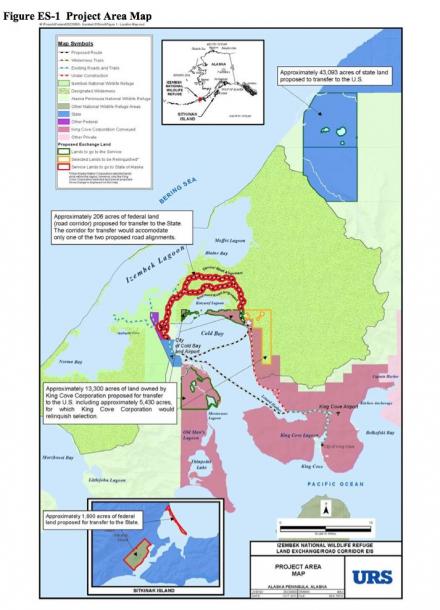 Figure ES-1 Project Area Map
Map Symbols
Proposed Route
Wilderness Trails
Existing Roads and Trails
Under Construction
Izembek National Wildlife Refuge
Designated Wilderness
Alaska Peninsula National Wildlife Refuge
Other National Wildlife Refuge Areas
State
Other Federal
King Cove Corporation Conveyed
Other Private
Proposed Exchange Land
Lands to go to the Service
Selected Lands to be Relinquished*
Service Lands to go to State of Alaska
ALASKA
IZEMBEK
NATIONAL
WILDLIFE
REFUGE
SITKINAK
ISLAND
Approximately 43,093 acres of state land
proposed to transfer to the U.S.
BERING SEA
Approximately 206 acres of federal land
(road corridor) proposed for transfer to the State.
The corridor for transfer would accomodate
only one of the two proposed road alignments.
Moffet Lagoon
Izembek Lagoon
Kinzarof Lagoon
Cold Bay
City
of Cold Bay
and Airport
Norma Bay
Approximately 13,300 acres of land owned by
King Cove Corporation proposed for transfer
to the U.S. including approximately 5,430 acres,
for which King Cove Corporation would
relinquish selection.
Mortensens
Lagoon
King Cove Airport
Old Man's
Lagoon
King Cove Lagoon
City of King Cove
Belkofski Bay
King Cove
Thinpoint
Lake
Morzhovoi Bay
PACIFIC OCEAN
Approximately 1,600 acres of federal
land proposed for transfer to the State.
SITKINAK ISLAND
IZEMBEK NATIONAL WILDLIFE REFUGE
LAND EXCHANGE/ROAD CORRIDOR EIS
PROJECT AREA
MAP
ALASKA PENINSULA, ALASKA
URS